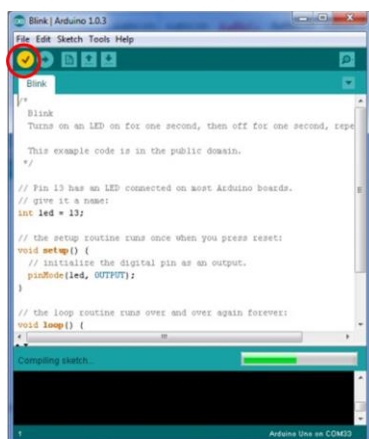 Blink | Arduino 1.0.3
File Edit Sketch Tools Help
Blink
/*
Blink
Turns on an LED on for one second, then off for one second, repe
This example code is in the public domain.
*/
// Pin 13 has an LED connected on most Arduino boards.
// give it a name:
int led = 13;
// the setup routine runs once when you press reset:
void setup() {
// initialize the digital pin as an output.
pinMode(led, OUTPUT);
}
// the loop routine runs over and over again forever:
void loop() {
Compiling sketch...
1
Arduino Uno on COM33